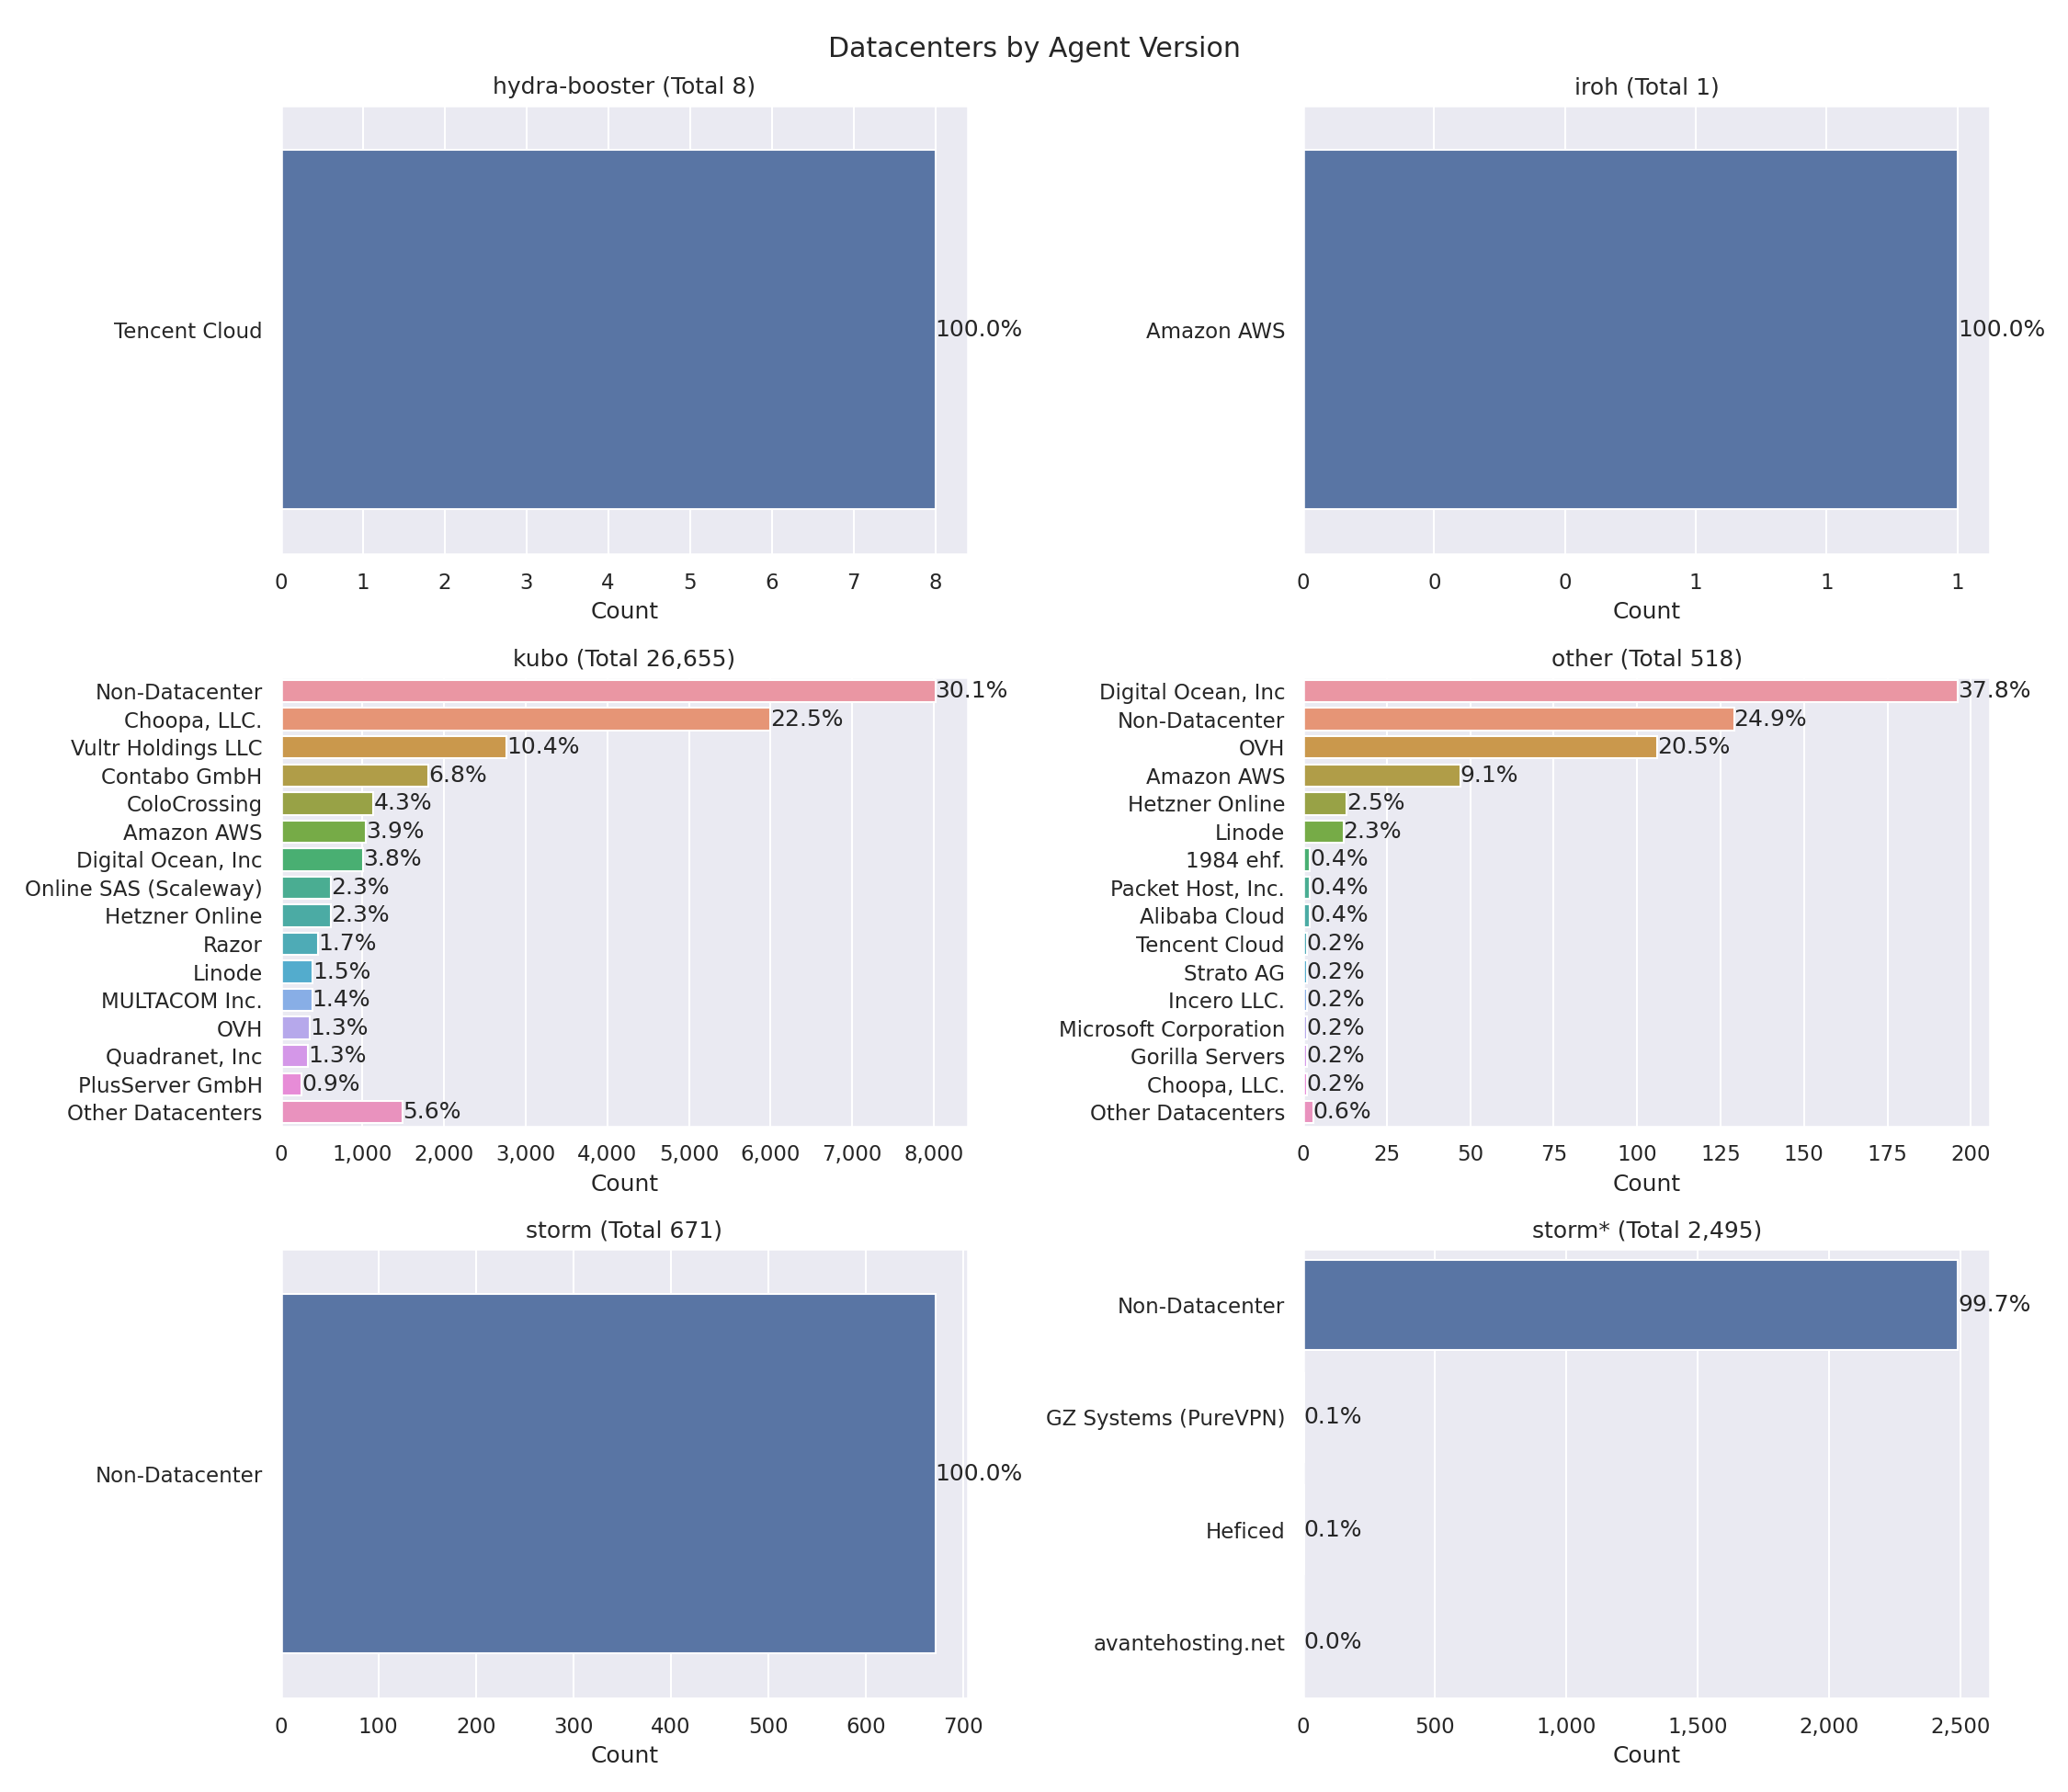 Datacenters by Agent Version
hydra-booster (Total 8)
Tencent Cloud
100.0%
0 1 2 3 4 5 6 7 8
Count
iroh (Total 1)
Amazon AWS
100.0%
0 0 0 1 1 1
Count
kubo (Total 26,655)
Non-Datacenter 30.1%
Choopa, LLC. 22.5%
Vultr Holdings LLC 10.4%
Contabo GmbH 6.8%
ColoCrossing 4.3%
Amazon AWS 3.9%
Digital Ocean, Inc 3.8%
Online SAS (Scaleway) 2.3%
Hetzner Online 2.3%
Razor 1.7%
Linode 1.5%
MULTACOM Inc. 1.4%
OVH 1.3%
Quadranet, Inc 1.3%
PlusServer GmbH 0.9%
Other Datacenters 5.6%
0 1,000 2,000 3,000 4,000 5,000 6,000 7,000 8,000
Count
other (Total 518)
Digital Ocean, Inc 37.8%
Non-Datacenter 24.9%
OVH 20.5%
Amazon AWS 9.1%
Hetzner Online 2.5%
Linode 2.3%
1984 ehf. 0.4%
Packet Host, Inc. 0.4%
Alibaba Cloud 0.4%
Tencent Cloud 0.2%
Strato AG 0.2%
Incero LLC. 0.2%
Microsoft Corporation 0.2%
Gorilla Servers 0.2%
Choopa, LLC. 0.2%
Other Datacenters 0.6%
0 25 50 75 100 125 150 175 200
Count
storm (Total 671)
Non-Datacenter 100.0%
0 100 200 300 400 500 600 700
Count
storm* (Total 2,495)
Non-Datacenter 99.7%
GZ Systems (PureVPN) 0.1%
Heficed 0.1%
avantehosting.net 0.0%
0 500 1,000 1,500 2,000 2,500
Count